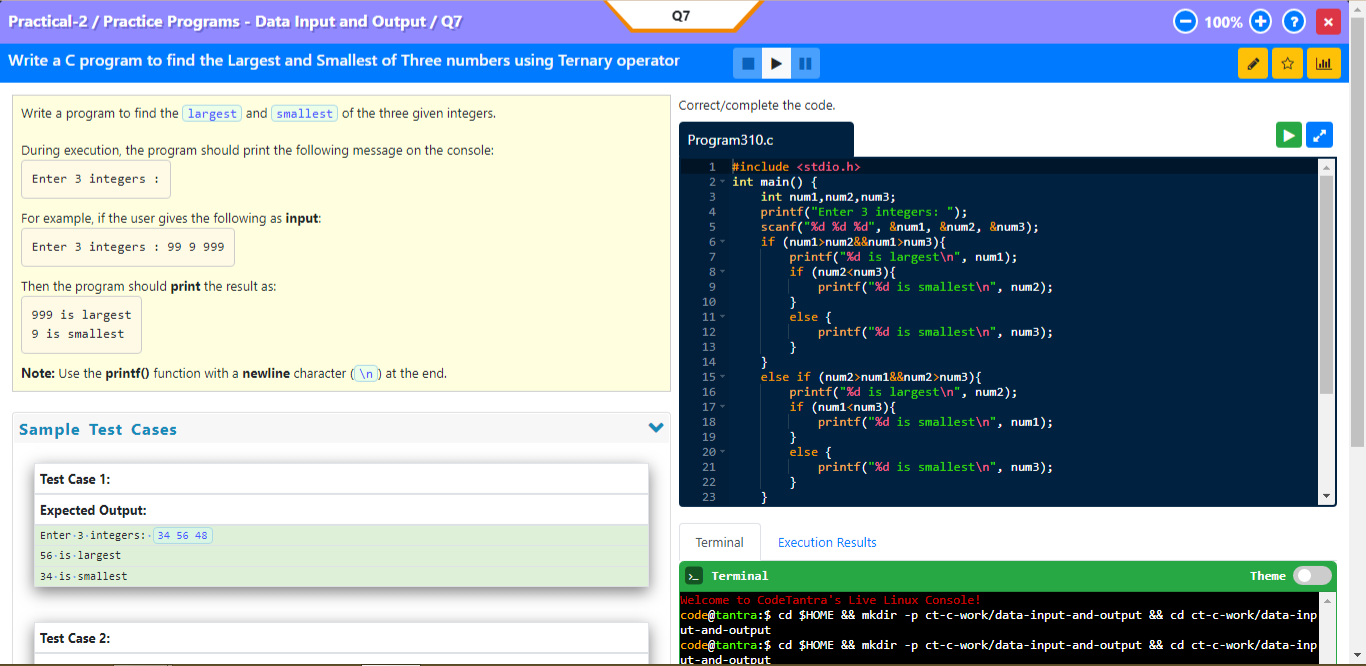 Practical-2 / Practice Programs - Data Input and Output / Q7
Q7
100%
?
Write a C program to find the Largest and Smallest of Three numbers using Ternary operator
Write a program to find the largest and smallest of the three given integers.
During execution, the program should print the following message on the console:
Enter 3 integers :
For example, if the user gives the following as input:
Enter 3 integers : 99 9 999
Then the program should print the result as:
999 is largest
9 is smallest
Note: Use the printf() function with a newline character (\n) at the end.
Sample Test Cases
Test Case 1:
Expected Output:
Enter·3·integers:· 34 56 48
56·is·largest
34·is·smallest
Test Case 2:
Correct/complete the code.
Program310.c
1 #include <stdio.h>
2 int main() {
3 int num1,num2,num3;
4 printf("Enter 3 integers: ");
5 scanf("%d %d %d", &num1, &num2, &num3);
6 if (num1>num2&&num1>num3){
7 printf("%d is largest\n", num1);
8 if (num2<num3){
9 printf("%d is smallest\n", num2);
10 }
11 else {
12 printf("%d is smallest\n", num3);
13 }
14 }
15 else if (num2>num1&&num2>num3){
16 printf("%d is largest\n", num2);
17 if (num1<num3){
18 printf("%d is smallest\n", num1);
19 }
20 else {
21 printf("%d is smallest\n", num3);
22 }
23 }
Terminal
Execution Results
Terminal
Theme
Welcome to CodeTantra's Live Linux Console!
code@tantra:$ cd $HOME && mkdir -p ct-c-work/data-input-and-output && cd ct-c-work/data-inp
ut-and-output
code@tantra:$ cd $HOME && mkdir -p ct-c-work/data-input-and-output && cd ct-c-work/data-inp
ut-and-output